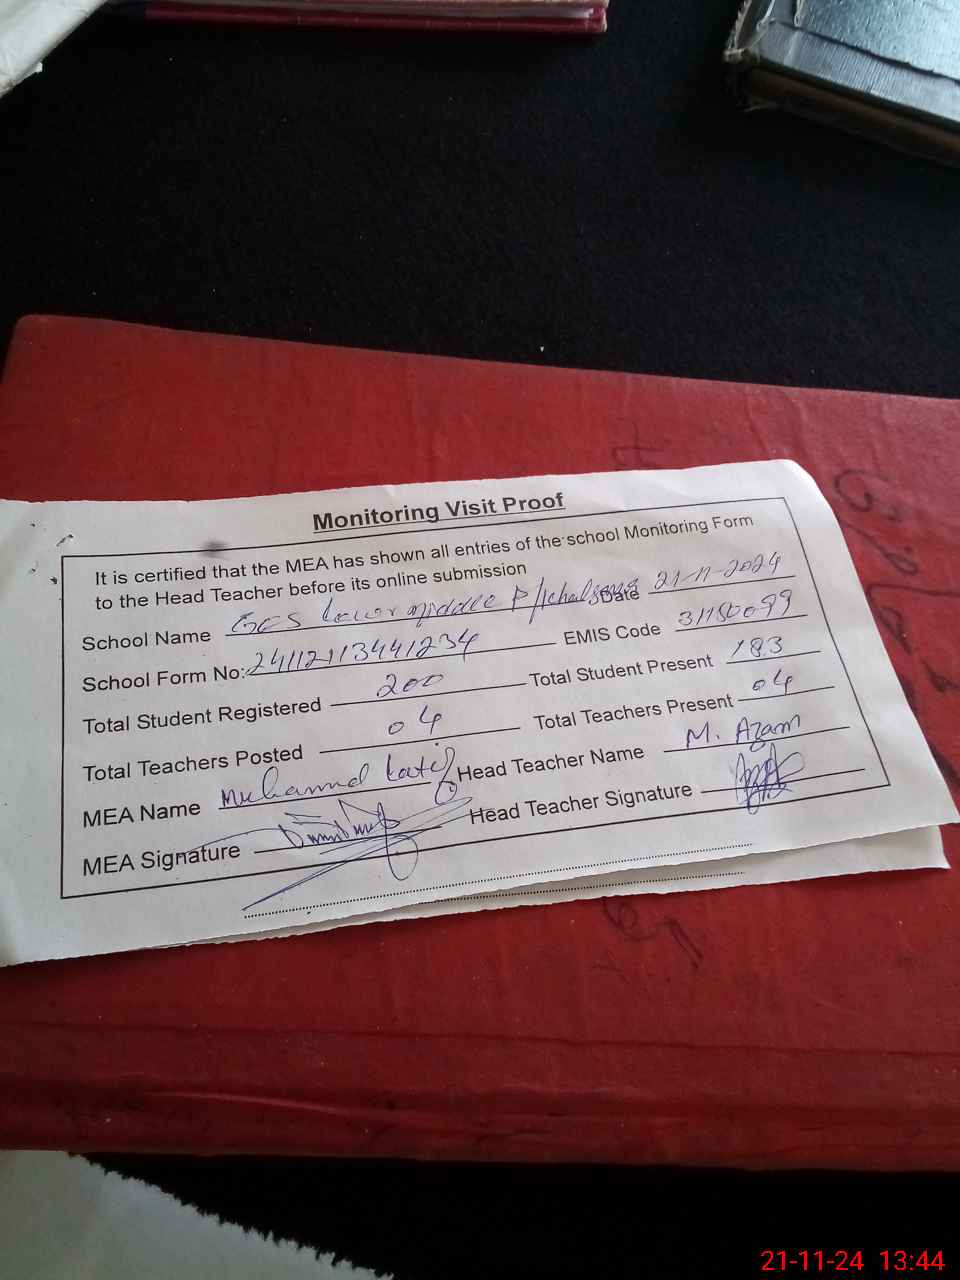 Monitoring Visit Proof
It is certified that the MEA has shown all entries of the school Monitoring Form
to the Head Teacher before its online submission
School Name Lower middle Date 21-11-2024
School Form No: 241121134441234 EMIS Code 31150099
Total Student Registered 200 Total Student Present 183
Total Teachers Posted 04 Total Teachers Present 04
MEA Name Muhammad Latif Head Teacher Name M. Azam
MEA Signature Head Teacher Signature
21-11-24 13:44